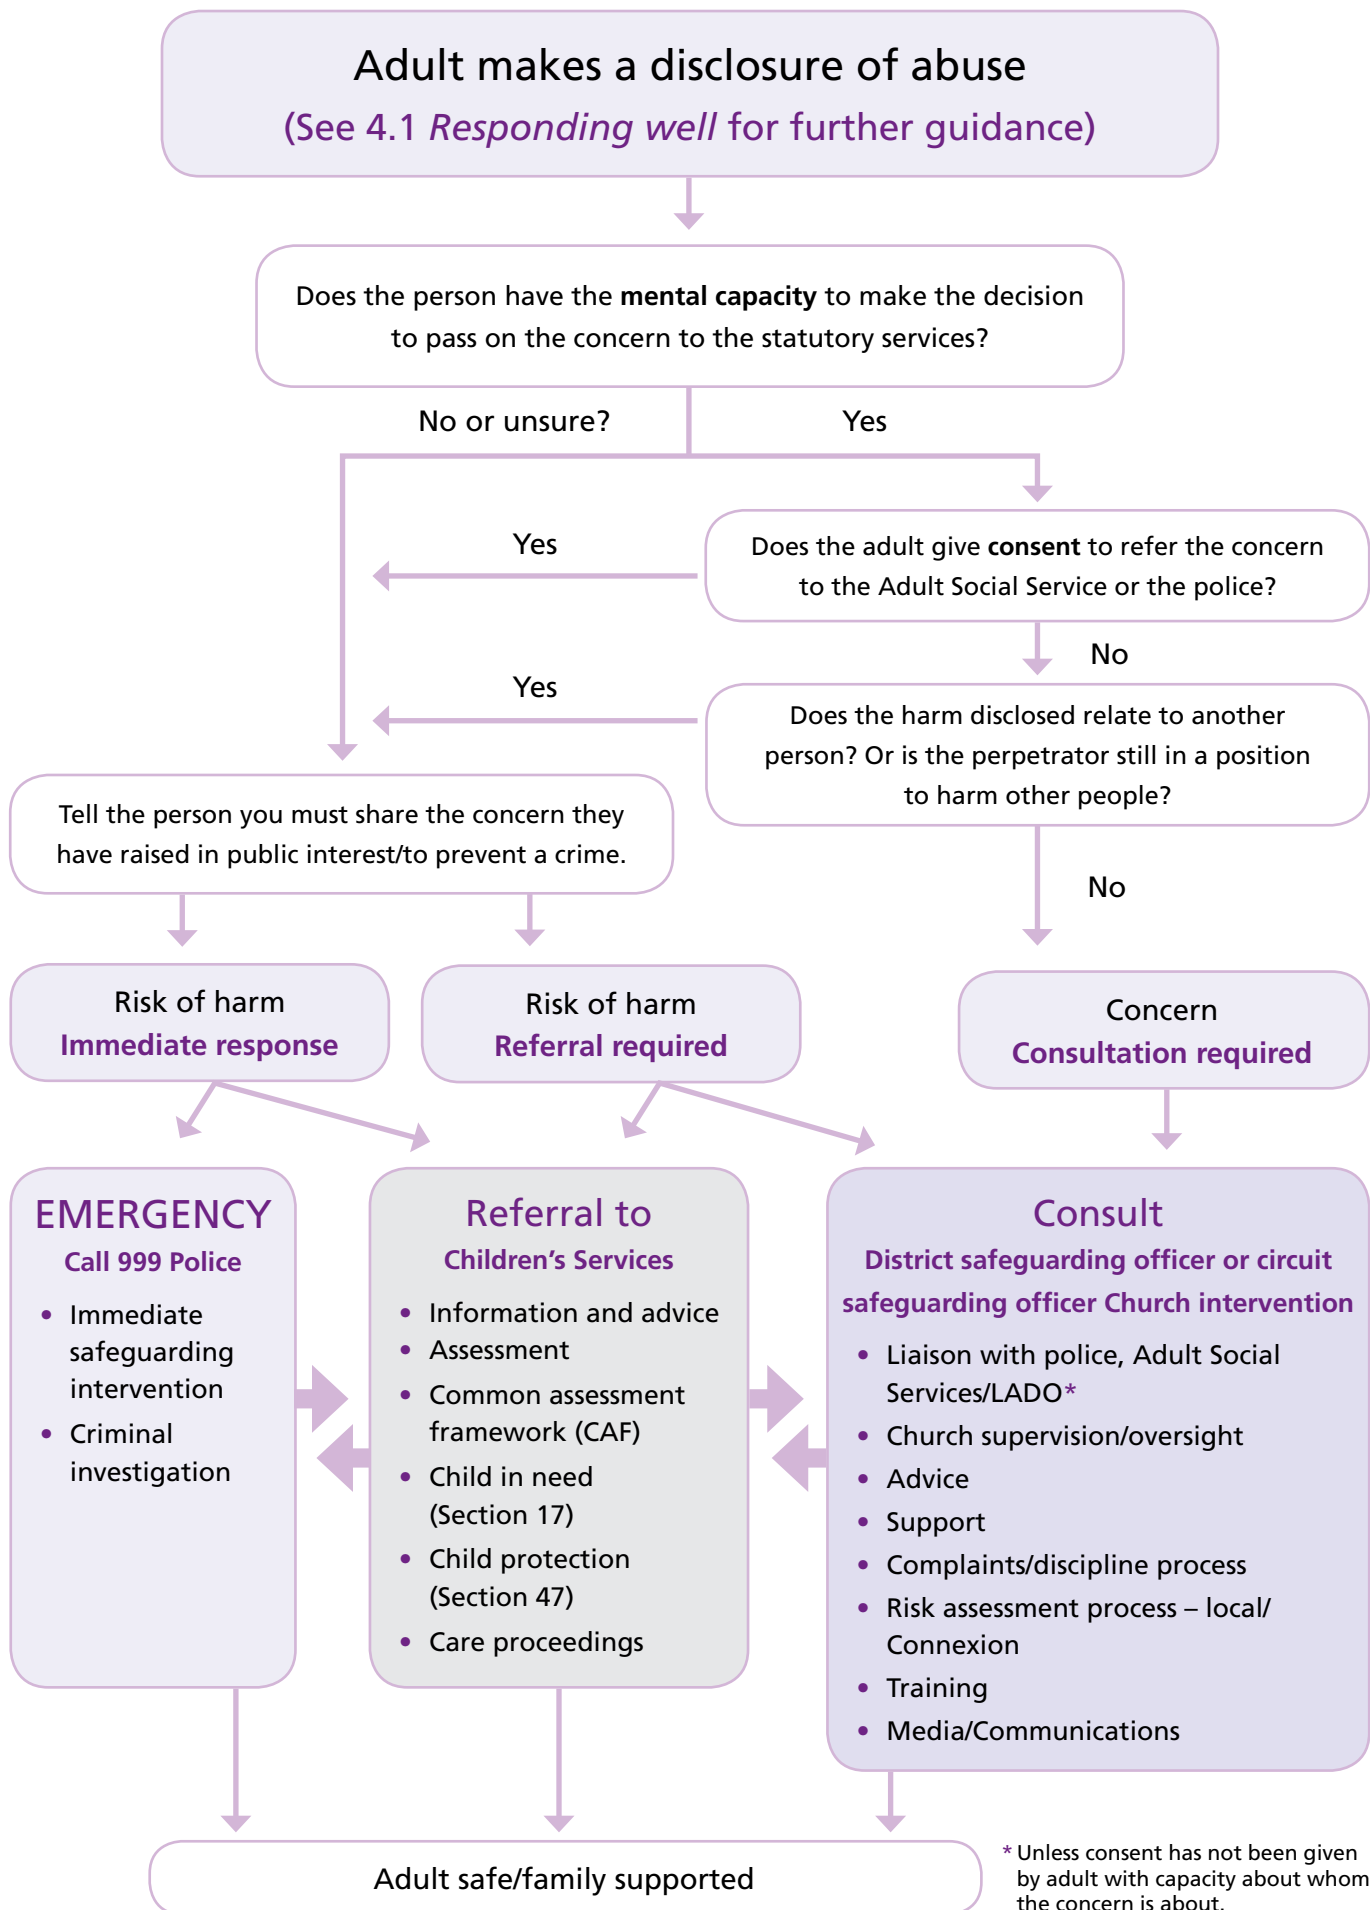 Adult makes a disclosure of abuse
(See 4.1 Responding well for further guidance)
Does the person have the mental capacity to make the decision
to pass on the concern to the statutory services?
No or unsure?
Yes
Yes
Does the adult give consent to refer the concern
to the Adult Social Service or the police?
No
Yes
Does the harm disclosed relate to another
person? Or is the perpetrator still in a position
to harm other people?
Tell the person you must share the concern they
have raised in public interest/to prevent a crime.
No
Risk of harm
Immediate response
Risk of harm
Referral required
Concern
Consultation required
EMERGENCY
Call 999 Police
• Immediate
safeguarding
intervention
• Criminal
investigation
Referral to
Children's Services
• Information and advice
• Assessment
• Common assessment
framework (CAF)
• Child in need
(Section 17)
• Child protection
(Section 47)
• Care proceedings
Consult
District safeguarding officer or circuit
safeguarding officer Church intervention
• Liaison with police, Adult Social
Services/LADO*
• Church supervision/oversight
• Advice
• Support
• Complaints/discipline process
• Risk assessment process – local/
Connexion
• Training
• Media/Communications
Adult safe/family supported
* Unless consent has not been given
by adult with capacity about whom
the concern is about.